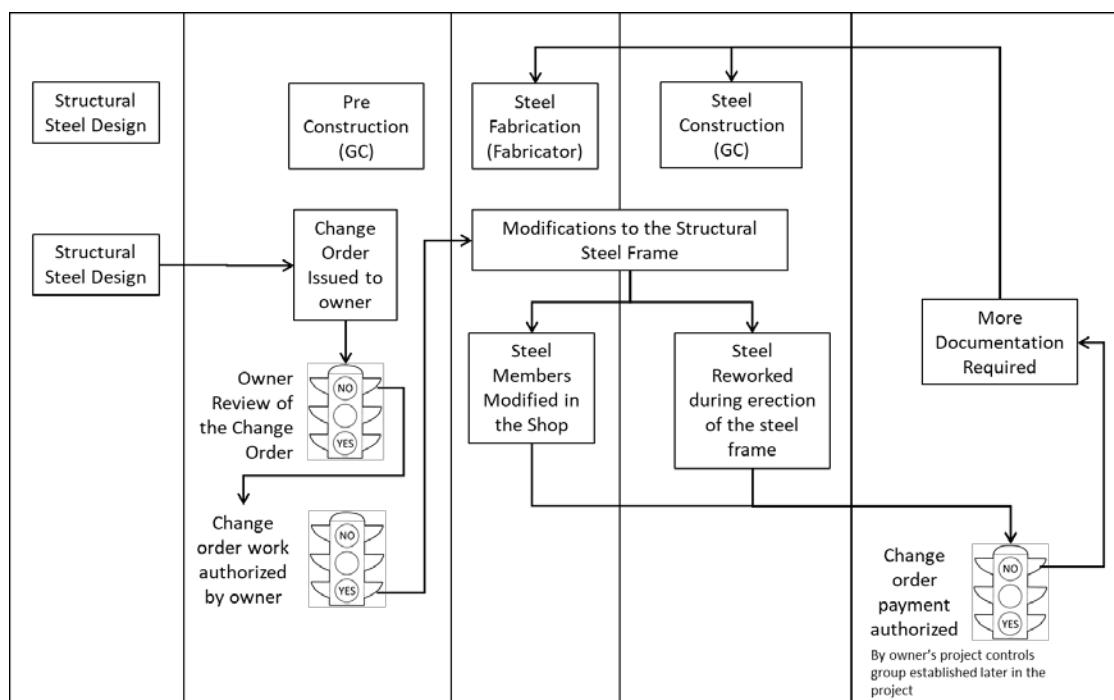 Structural
Steel Design
Pre
Construction
(GC)
Steel
Fabrication
(Fabricator)
Steel
Construction
(GC)
Structural
Steel Design
Change
Order
Issued to
owner
Modifications to the Structural
Steel Frame
Owner
Review of
the Change
Order
NO
YES
Steel
Members
Modified in
the Shop
Steel
Reworked
during erection
of the steel
frame
More
Documentation
Required
Change
order work
authorized
by owner
NO
YES
Change
order
payment
authorized
NO
YES
By owner's project controls
group established later in the
project